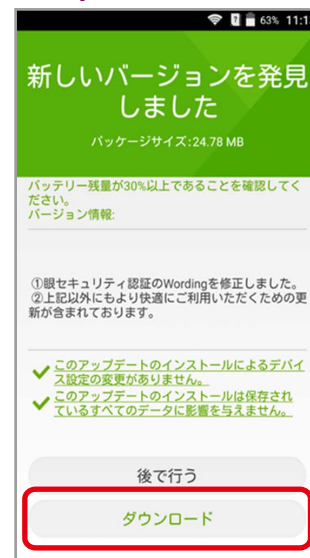 63% 11:1
新しいバージョンを発見
しました
パッケージサイズ:24.78 MB
バッテリー残量が30%以上であることを確認してく
ださい。
バージョン情報:
①眼セキュリティ認証のWordingを修正しました。
②上記以外にもより快適にご利用いただくための更
新が含まれております。
このアップデートのインストールによるデバイ
ス設定の変更がありません。
このアップデートのインストールは保存され
ているすべてのデータに影響を与えません。
後で行う
ダウンロード